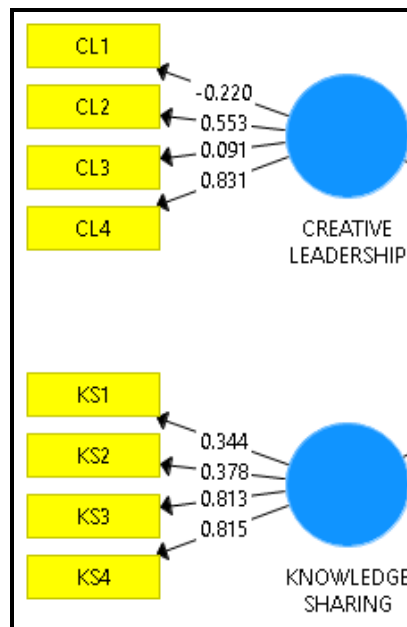 CL1
-0.220
CL2
0.553
CL3
0.091
CL4
0.831
CREATIVE
LEADERSHIP
KS1
0.344
KS2
0.378
KS3
0.813
KS4
0.815
KNOWLEDGE
SHARING